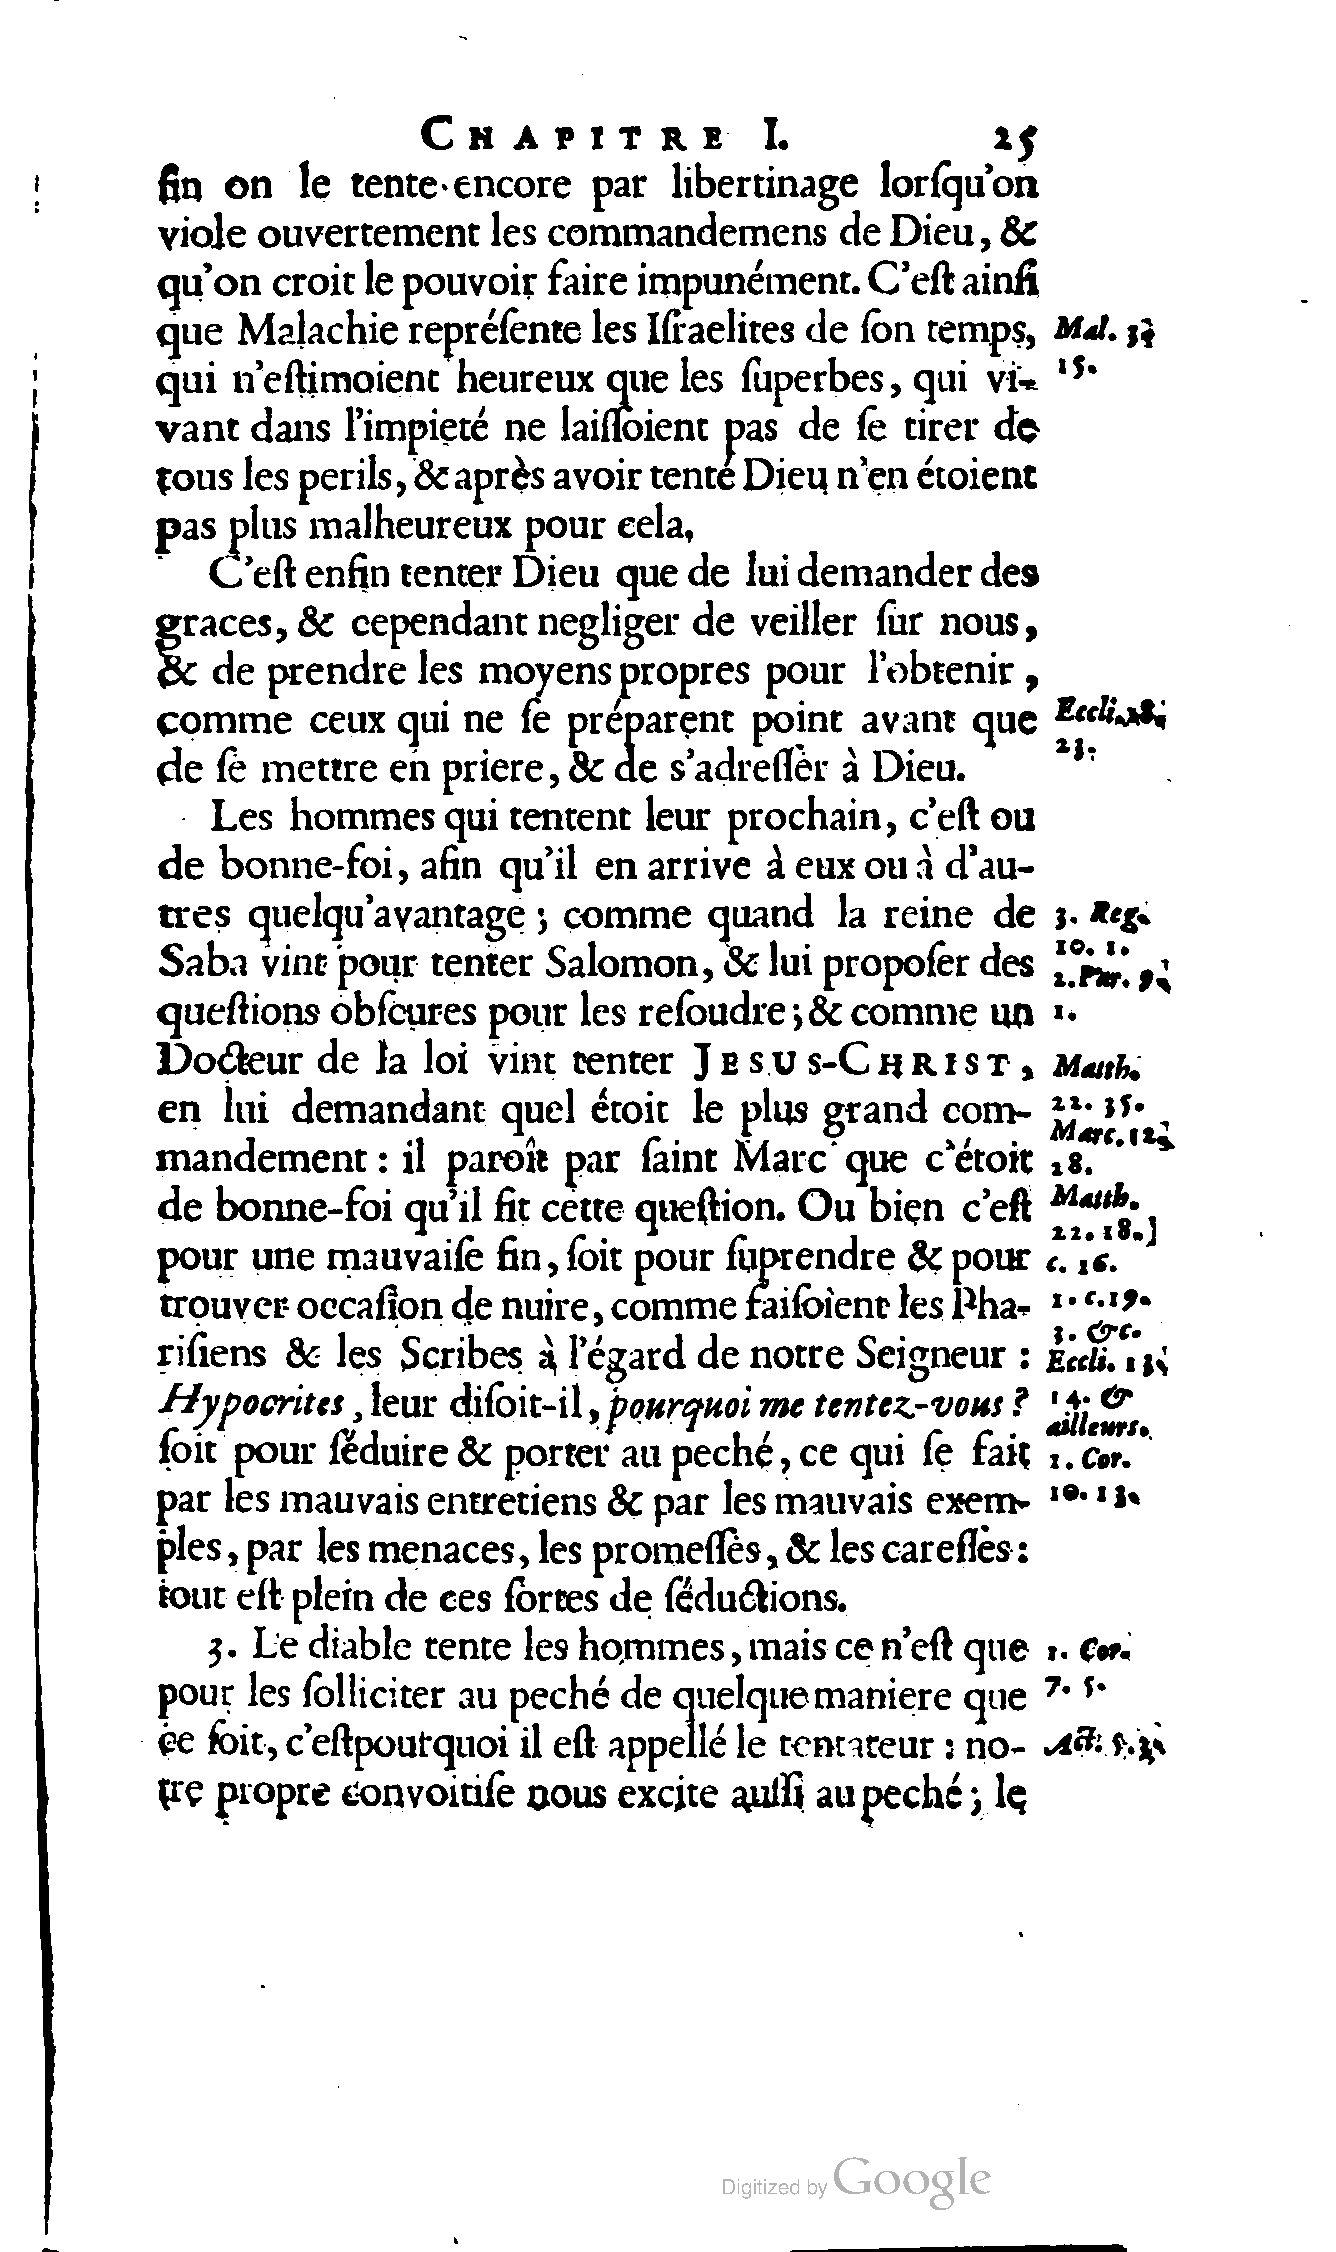 CHAPITRE I. 25
fin on le tente encore par libertinage lorſqu'on
viole ouvertement les commandemens de Dieu, &
qu'on croit le pouvoir faire impunément. C'eſt ainſi
que Malachie repréſente les Iſraelites de ſon temps,
Mal. 3.
qui n'eſtimoient heureux que les ſuperbes, qui vi-
15.
vant dans l'impieté ne laiſſoient pas de ſe tirer de
tous les perils, & après avoir tenté Dieu n'en étoient
pas plus malheureux pour cela,
C'eſt enfin tenter Dieu que de lui demander des
graces, & cependant negliger de veiller ſur nous,
& de prendre les moyens propres pour l'obtenir,
comme ceux qui ne ſe préparent point avant que
Eccli. 18.
de ſe mettre en priere, & de s'adreſſer à Dieu.
23.
Les hommes qui tentent leur prochain, c'eſt ou
de bonne-foi, afin qu'il en arrive à eux ou à d'au-
tres quelqu'avantage ; comme quand la reine de
3. Reg.
Saba vint pour tenter Salomon, & lui propoſer des
10. 1.
2. Par. 9.
queſtions obſcures pour les reſoudre ; & comme un
1.
Docteur de la loi vint tenter JESUS-CHRIST,
Matth.
en lui demandant quel étoit le plus grand com-
22. 35.
Marc. 12.
mandement : il paroît par ſaint Marc que c'étoit
28.
de bonne-foi qu'il fit cette queſtion. Ou bien c'eſt
Matth.
22. 18.]
pour une mauvaiſe fin, ſoit pour ſuprendre & pour
c. 16.
trouver occaſion de nuire, comme faiſoient les Pha-
1. c. 19.
3. &c.
riſiens & les Scribes à l'égard de notre Seigneur :
Eccli. 13.
Hypocrites, leur diſoit-il, pourquoi me tentez-vous ?
14. &
ailleurs.
ſoit pour ſéduire & porter au peché, ce qui ſe fait
1. Cor.
par les mauvais entretiens & par les mauvais exem-
10. 13.
ples, par les menaces, les promeſſes, & les careſſes :
tout eſt plein de ces ſortes de ſéductions.
3. Le diable tente les hommes, mais ce n'eſt que
1. Cor.
pour les ſolliciter au peché de quelque maniere que
7. 5.
ce ſoit, c'eſtpourquoi il eſt appellé le tentateur : no-
Act. 5. 3.
tre propre convoitiſe nous excite auſſi au peché ; le
Digitized by Google